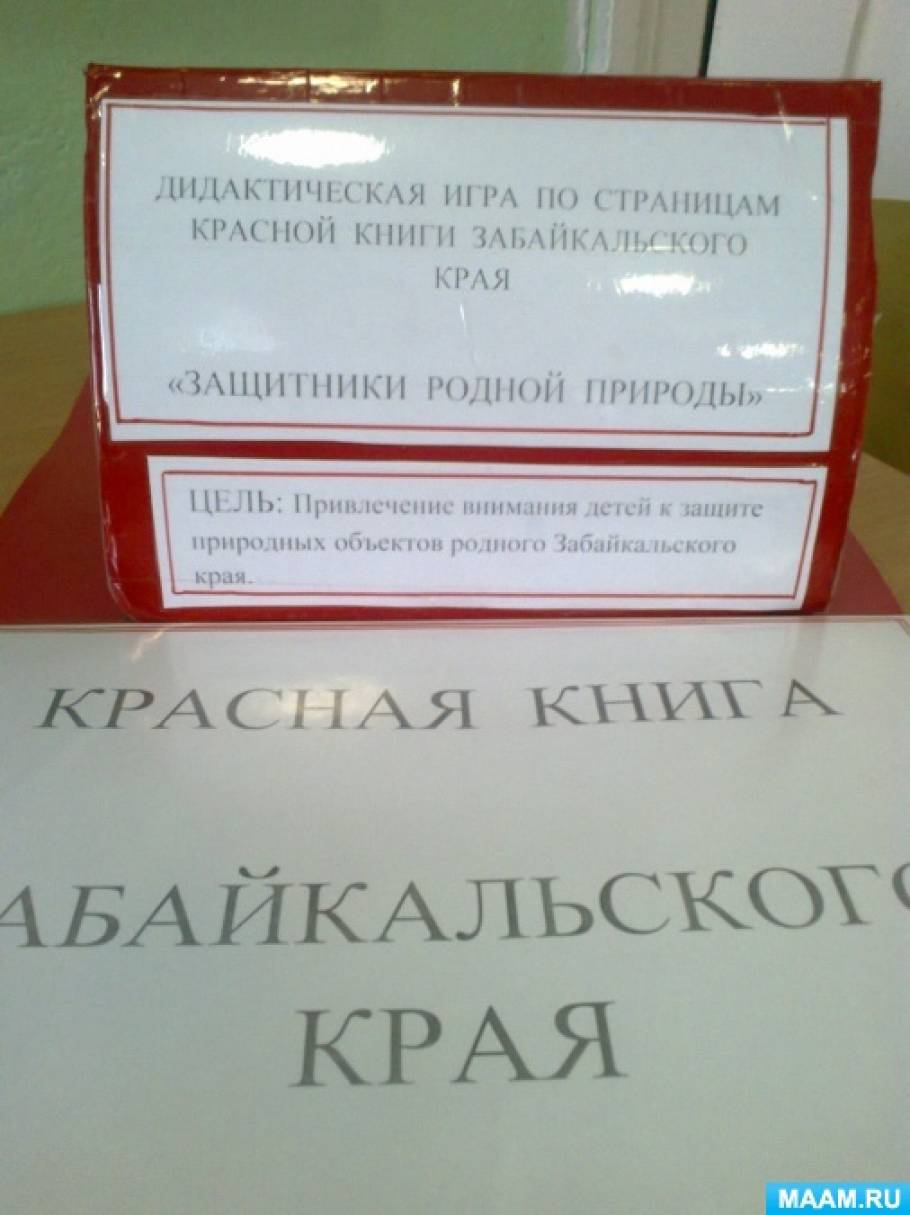 ДИДАКТИЧЕСКАЯ ИГРА ПО СТРАНИЦАМ
КРАСНОЙ КНИГИ ЗАБАЙКАЛЬСКОГО
КРАЯ
«ЗАЩИТНИКИ РОДНОЙ ПРИРОДЫ»
ЦЕЛЬ: Привлечение внимания детей к защите
природных объектов родного Забайкальского
края.
КРАСНАЯ КНИГА
АБАЙКАЛЬСКОГО
КРАЯ
MAAM.RU